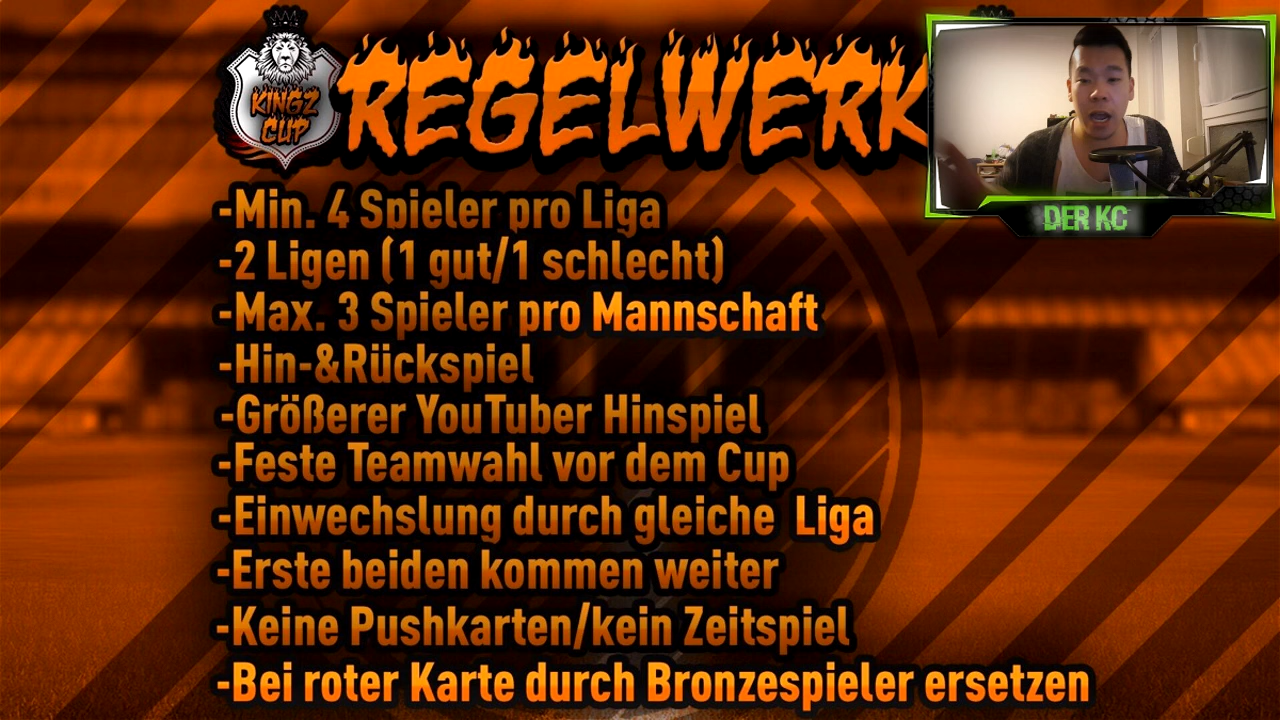 KINGZ
CUP
REGELWERK
DER KC
-Min. 4 Spieler pro Liga
-2 Ligen (1 gut/1 schlecht)
-Max. 3 Spieler pro Mannschaft
-Hin-&Rückspiel
-Größerer YouTuber Hinspiel
-Feste Teamwahl vor dem Cup
-Einwechslung durch gleiche Liga
-Erste beiden kommen weiter
-Keine Pushkarten/kein Zeitspiel
-Bei roter Karte durch Bronzespieler ersetzen